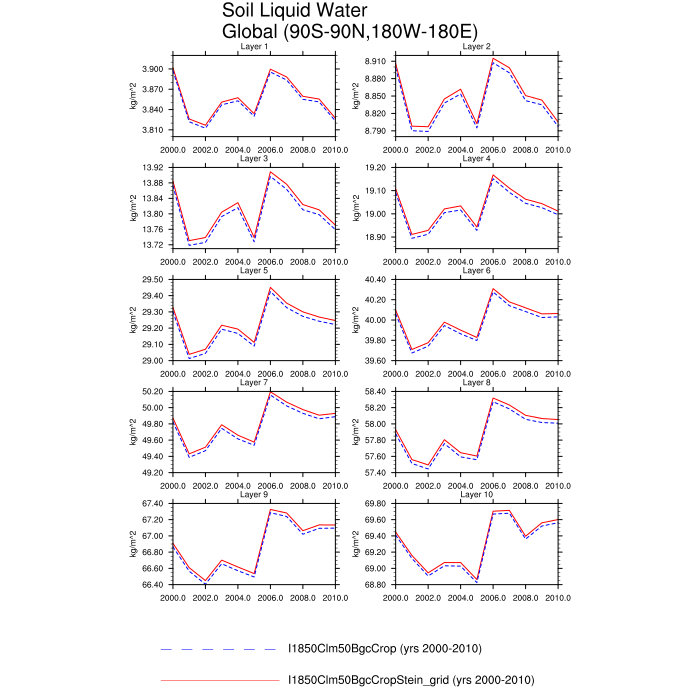 Soil Liquid Water
Global (90S-90N,180W-180E)
Layer 1
kg/m^2
3.900
3.870
3.840
3.810
2000.0 2002.0 2004.0 2006.0 2008.0 2010.0
Layer 2
kg/m^2
8.910
8.880
8.850
8.820
8.790
2000.0 2002.0 2004.0 2006.0 2008.0 2010.0
Layer 3
kg/m^2
13.92
13.88
13.84
13.80
13.76
13.72
2000.0 2002.0 2004.0 2006.0 2008.0 2010.0
Layer 4
kg/m^2
19.20
19.10
19.00
18.90
2000.0 2002.0 2004.0 2006.0 2008.0 2010.0
Layer 5
kg/m^2
29.50
29.40
29.30
29.20
29.10
29.00
2000.0 2002.0 2004.0 2006.0 2008.0 2010.0
Layer 6
kg/m^2
40.40
40.20
40.00
39.80
39.60
2000.0 2002.0 2004.0 2006.0 2008.0 2010.0
Layer 7
kg/m^2
50.20
50.00
49.80
49.60
49.40
49.20
2000.0 2002.0 2004.0 2006.0 2008.0 2010.0
Layer 8
kg/m^2
58.40
58.20
58.00
57.80
57.60
57.40
2000.0 2002.0 2004.0 2006.0 2008.0 2010.0
Layer 9
kg/m^2
67.40
67.20
67.00
66.80
66.60
66.40
2000.0 2002.0 2004.0 2006.0 2008.0 2010.0
Layer 10
kg/m^2
69.80
69.60
69.40
69.20
69.00
68.80
2000.0 2002.0 2004.0 2006.0 2008.0 2010.0
I1850Clm50BgcCrop (yrs 2000-2010)
I1850Clm50BgcCropStein_grid (yrs 2000-2010)